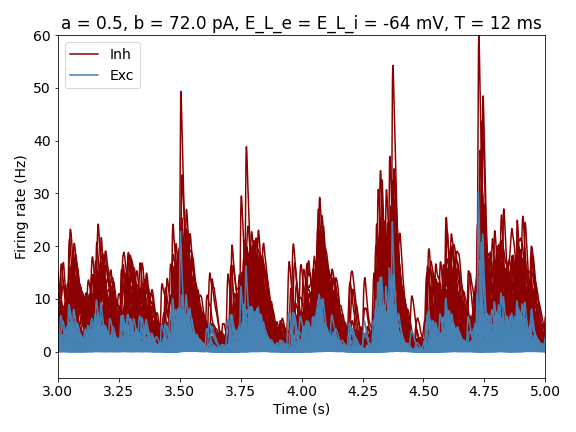 a = 0.5, b = 72.0 pA, E_L_e = E_L_i = -64 mV, T = 12 ms
Inh
Exc
Firing rate (Hz)
60
50
40
30
20
10
0
3.00 3.25 3.50 3.75 4.00 4.25 4.50 4.75 5.00
Time (s)